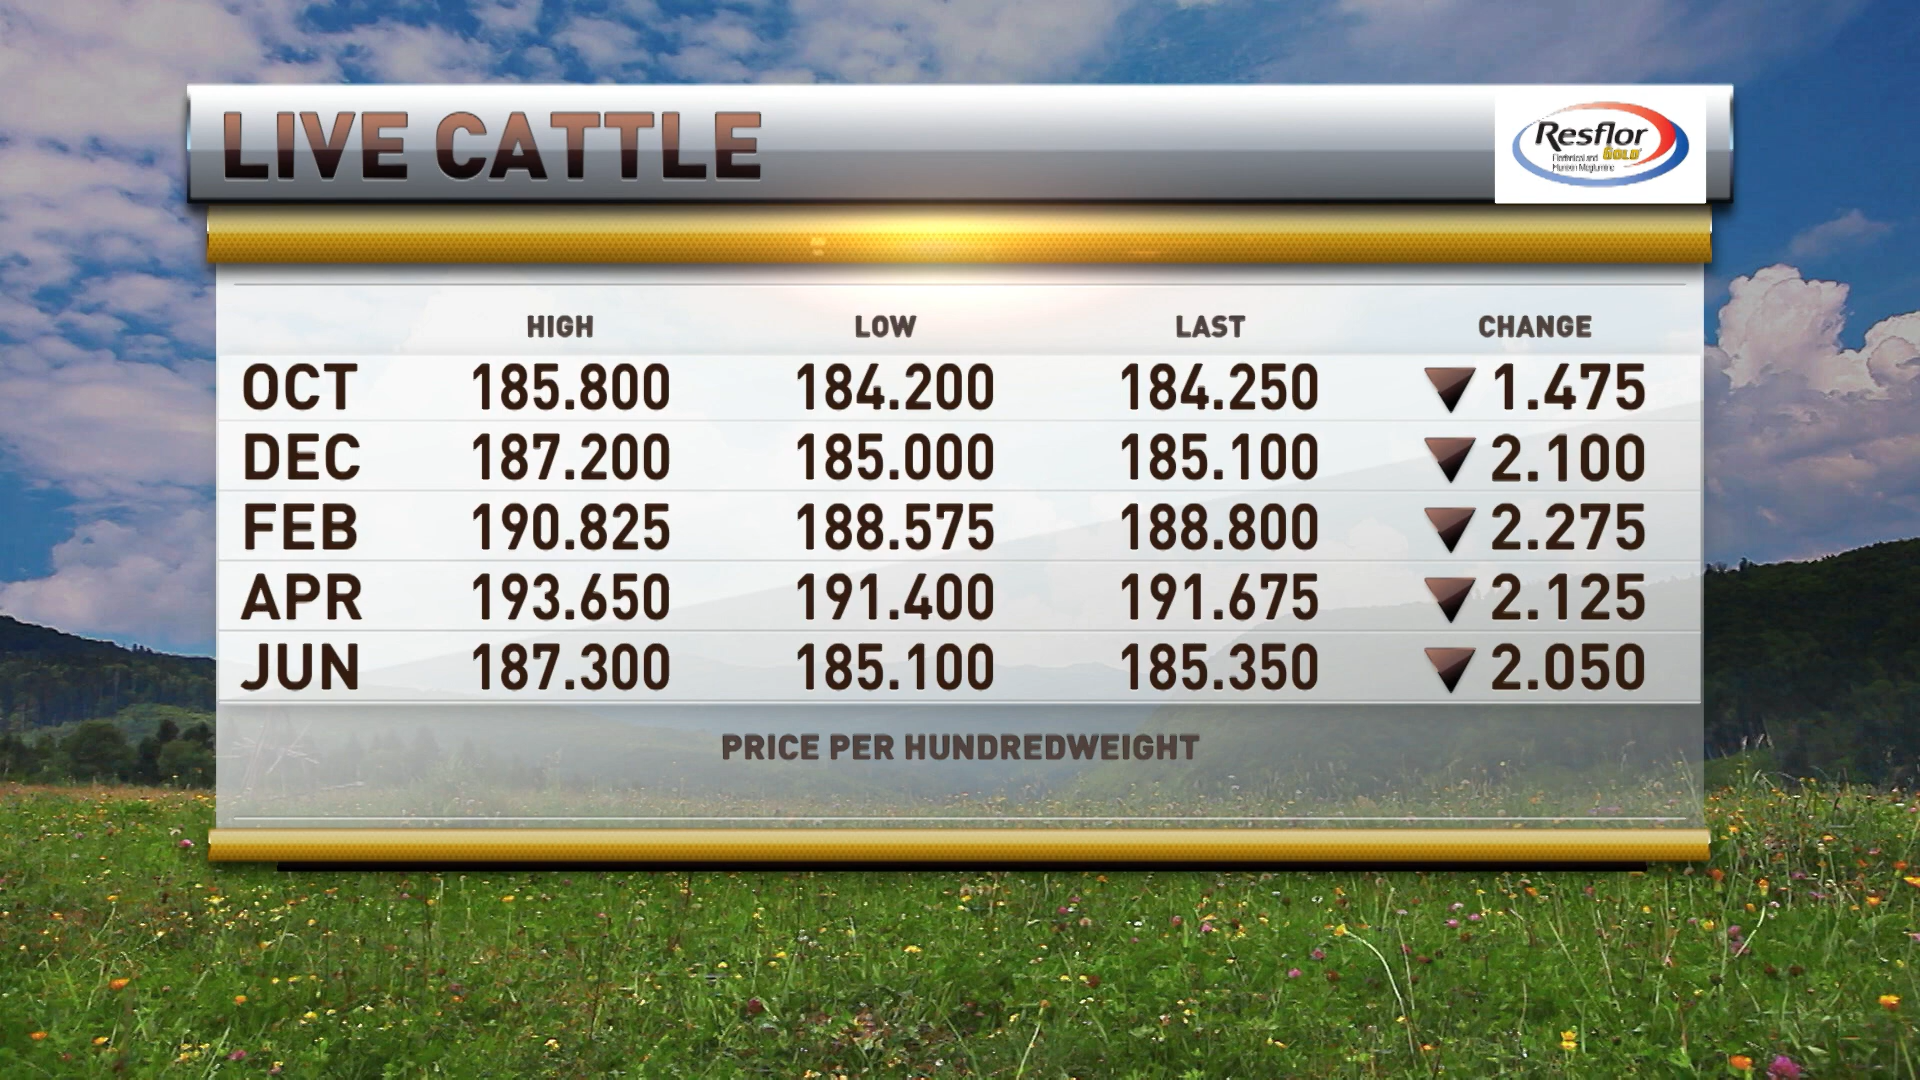 LIVE CATTLE
Resflor
GOLD
HIGH LOW LAST CHANGE
OCT 185.800 184.200 184.250 ▼ 1.475
DEC 187.200 185.000 185.100 ▼ 2.100
FEB 190.825 188.575 188.800 ▼ 2.275
APR 193.650 191.400 191.675 ▼ 2.125
JUN 187.300 185.100 185.350 ▼ 2.050
PRICE PER HUNDREDWEIGHT